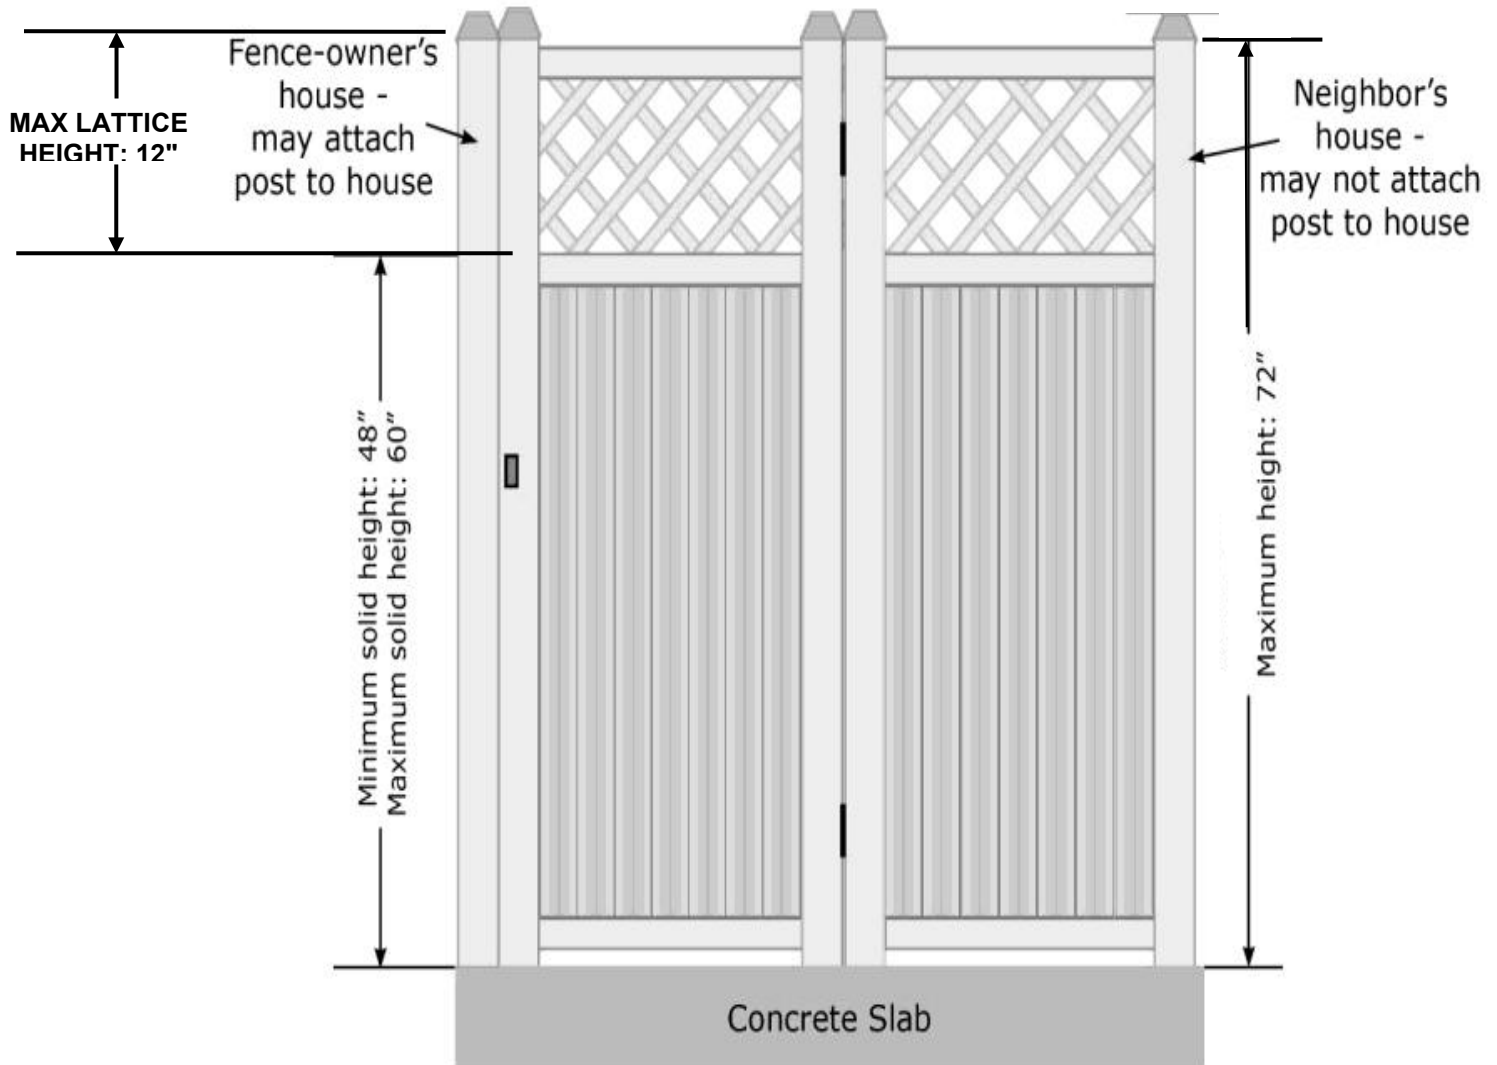 Fence-owner's
house -
may attach
post to house
MAX LATTICE
HEIGHT: 12"
Neighbor's
house -
may not attach
post to house
Minimum solid height: 48”
Maximum solid height: 60”
Maximum height: 72”
Concrete Slab